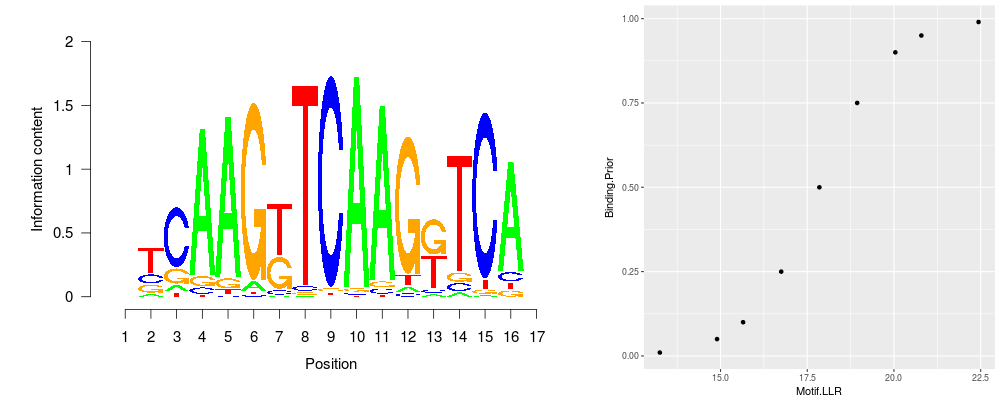 2
1.5
1
0.5
0
Information content
TCAAGTTCAAGGTCA
1 2 3 4 5 6 7 8 9 10 11 12 13 14 15 16 17
Position
1.00
0.75
0.50
0.25
0.00
Binding.Prior
15.0 17.5 20.0 22.5
Motif.LLR